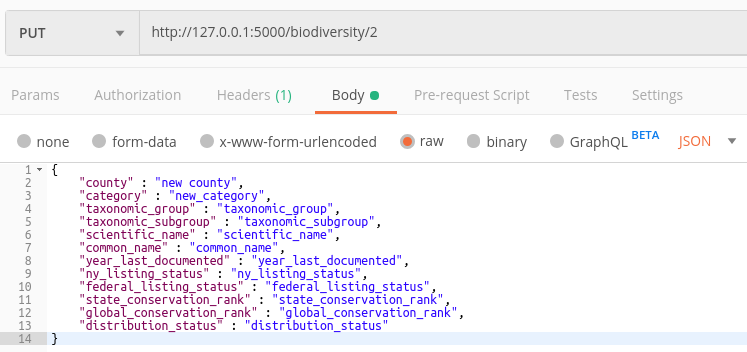 PUT http://127.0.0.1:5000/biodiversity/2
Params Authorization Headers (1) Body Pre-request Script Tests Settings
none form-data x-www-form-urlencoded raw binary GraphQL BETA JSON
1 {
2 "county" : "new county",
3 "category" : "new_category",
4 "taxonomic_group" : "taxonomic_group",
5 "taxonomic_subgroup" : "taxonomic_subgroup",
6 "scientific_name" : "scientific_name",
7 "common_name" : "common_name",
8 "year_last_documented" : "year_last_documented",
9 "ny_listing_status" : "ny_listing_status",
10 "federal_listing_status" : "federal_listing_status",
11 "state_conservation_rank" : "state_conservation_rank",
12 "global_conservation_rank" : "global_conservation_rank",
13 "distribution_status" : "distribution_status"
14 }